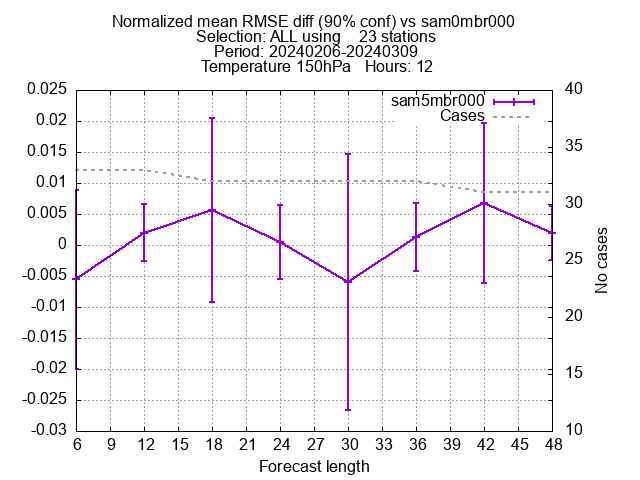 Normalized mean RMSE diff (90% conf) vs sam0mbr000
Selection: ALL using    23 stations
Period: 20240206-20240309
Temperature 150hPa   Hours: 12
sam5mbr000
Cases
0.025
0.02
0.015
0.01
0.005
0
-0.005
-0.01
-0.015
-0.02
-0.025
-0.03
40
35
30
25
20
15
10
No cases
6 9 12 15 18 21 24 27 30 33 36 39 42 45 48
Forecast length